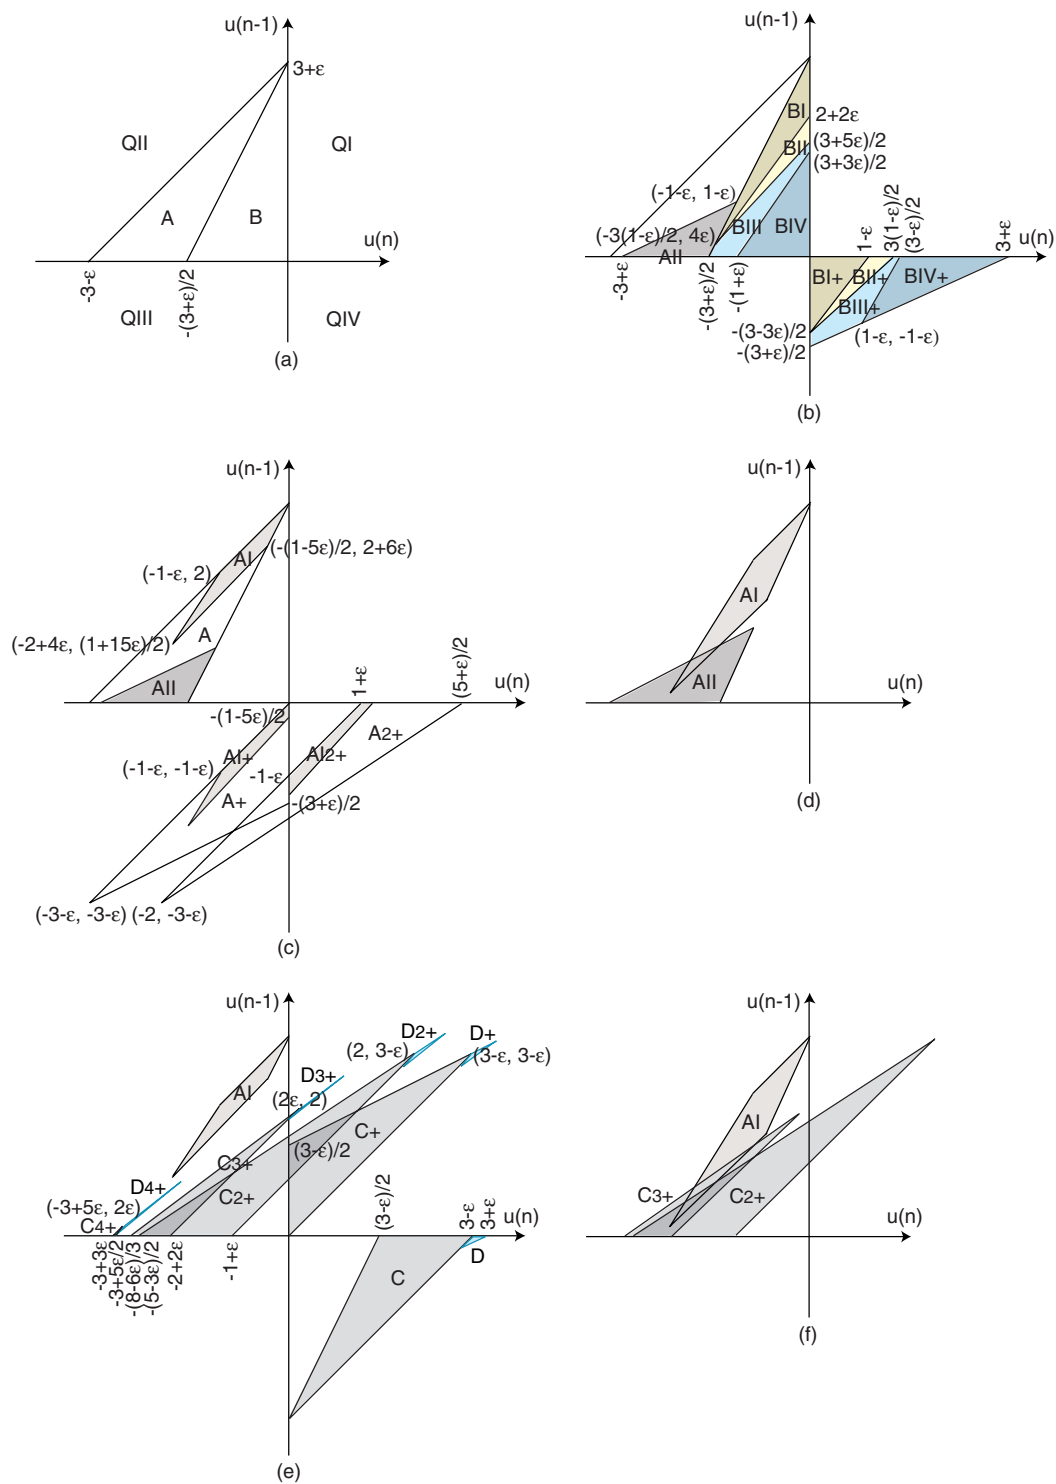 u(n-1)
3+ε
QII
QI
A
B
u(n)
-3-ε
-(3+ε)/2
QIII
QIV
(a)
u(n-1)
BI
2+2ε
BII
(3+5ε)/2
(3+3ε)/2
(-1-ε, 1-ε)
BIII
BIV
(-3(1-ε)/2, 4ε)
AII
1-ε
3(1-ε)/2
(3-ε)/2
3+ε
u(n)
-3+ε
-(3+ε)/2
-(1+ε)
BI+
BII+
BIV+
BIII+
-(3-3ε)/2
-(3+ε)/2
(1-ε, -1-ε)
(b)
u(n-1)
AI
(-(1-5ε)/2, 2+6ε)
(-1-ε, 2)
(-2+4ε, (1+15ε)/2)
A
AII
1+ε
(5+ε)/2
u(n)
-(1-5ε)/2
A2+
AI+
AI2+
(-1-ε, -1-ε)
-1-ε
A+
-(3+ε)/2
(-3-ε, -3-ε)
(-2, -3-ε)
(c)
AI
AII
(d)
u(n-1)
D2+
D+
(2, 3-ε)
(3-ε, 3-ε)
D3+
AI
(2ε, 2)
C+
(3-ε)/2
C3+
D4+
C2+
(-3+5ε, 2ε)
C4+
(3-ε)/2
3-ε
3+ε
u(n)
-3+3ε
-3+5ε/2
-(8-6ε)/3
-(5-3ε)/2
-2+2ε
-1+ε
C
D
(e)
u(n-1)
AI
C3+
C2+
u(n)
(f)